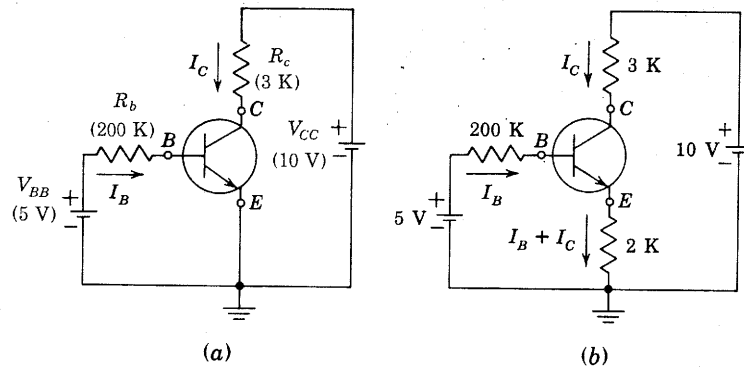 I_C
R_c
(3 K)
C
R_b
(200 K)
B
I_B
V_CC
(10 V)
+
−
V_BB
(5 V)
+
−
E
(a)
I_C
3 K
C
200 K
B
I_B
10 V
+
−
5 V
+
−
E
I_B + I_C
2 K
(b)